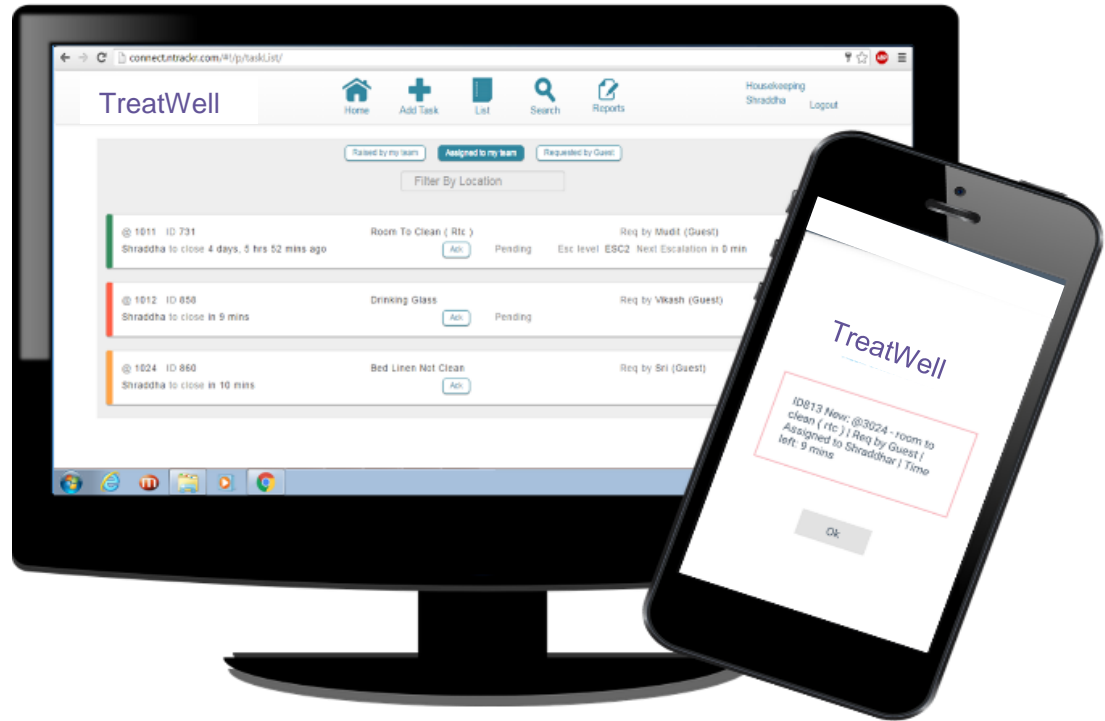 connect.ntrackr.com/#!/p/taskList/
ABP
TreatWell
Home
Add Task
List
Search
Reports
Housekeeping
Shraddha
Logout
Raised by my team
Assigned to my team
Requested by Guest
Filter By Location
@ 1011 ID 731 Room To Clean ( Rtc ) Req by Mudit (Guest)
Shraddha to close 4 days, 5 hrs 52 mins ago Ack Pending Esc level ESC2 Next Escalation in 0 min
@ 1012 ID 858 Drinking Glass Req by Vikash (Guest)
Shraddha to close in 9 mins Ack Pending
@ 1024 ID 860 Bed Linen Not Clean Req by Sri (Guest)
Shraddha to close in 10 mins Ack
TreatWell
ID813 New: @3024 - room to
clean ( rtc ) | Req by Guest |
Assigned to Shraddhar | Time
left: 9 mins
Ok